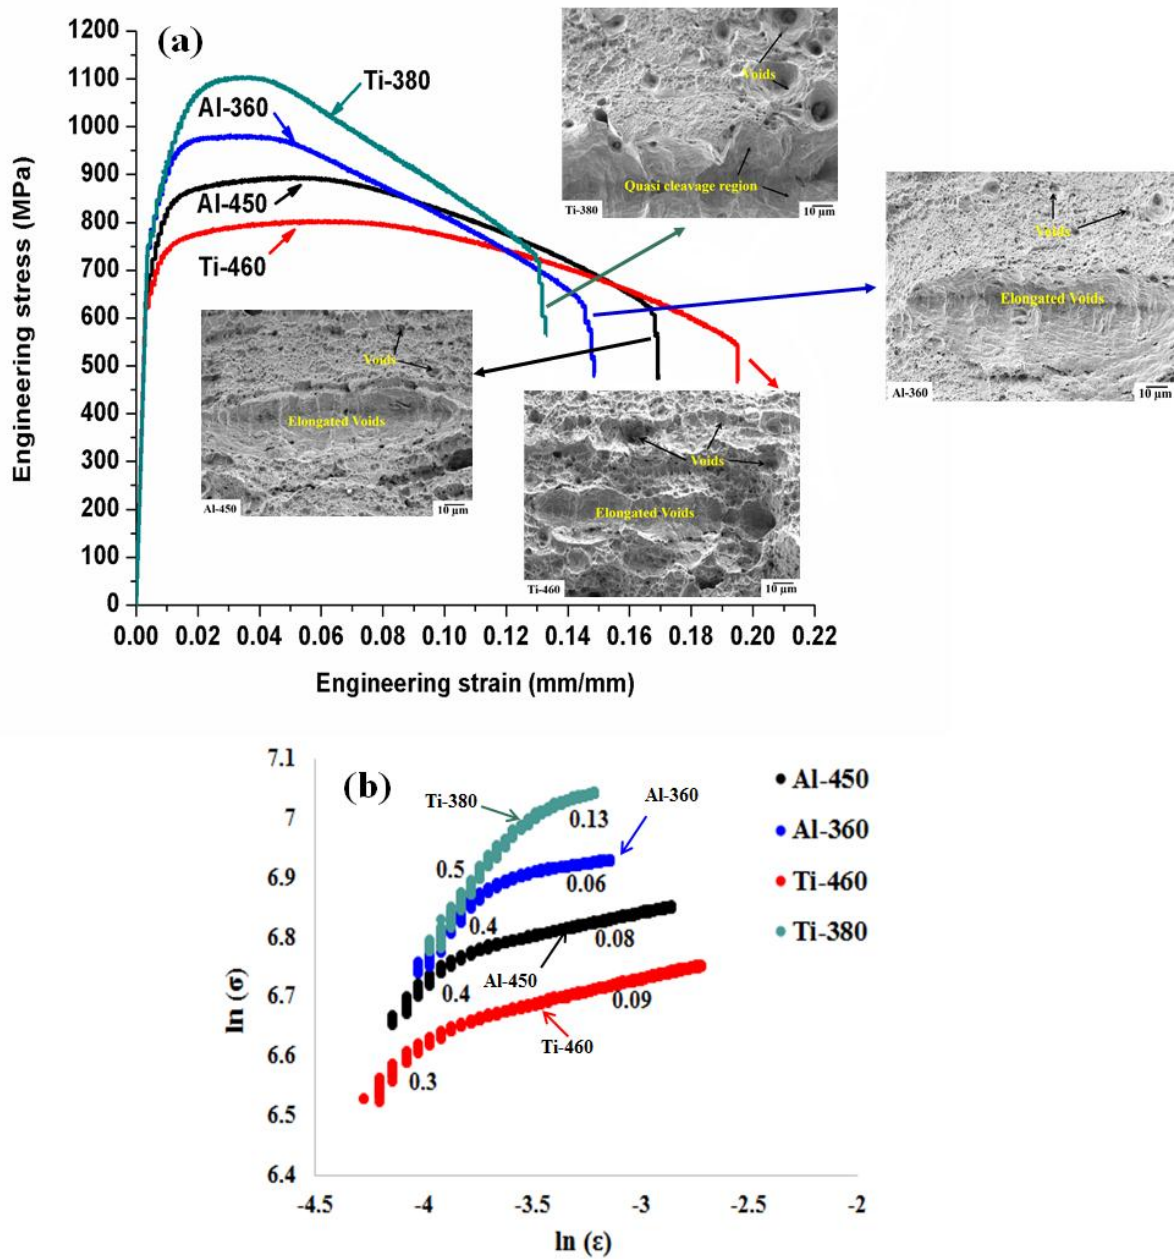 (a)
Engineering stress (MPa)
1200
1100
1000
900
800
700
600
500
400
300
200
100
0
Ti-380
Al-360
Al-450
Ti-460
Voids
Quasi cleavage region
Ti-380
10 µm
Voids
Elongated Voids
Al-360
10 µm
Voids
Elongated Voids
Al-450
10 µm
Voids
Elongated Voids
Ti-460
10 µm
0.00 0.02 0.04 0.06 0.08 0.10 0.12 0.14 0.16 0.18 0.20 0.22
Engineering strain (mm/mm)
(b)
ln (σ)
7.1
7
6.9
6.8
6.7
6.6
6.5
6.4
Ti-380
Al-360
0.13
0.5
0.06
0.4
0.08
Al-450
0.4
0.09
Ti-460
0.3
Al-450
Al-360
Ti-460
Ti-380
-4.5 -4 -3.5 -3 -2.5 -2
ln (ε)